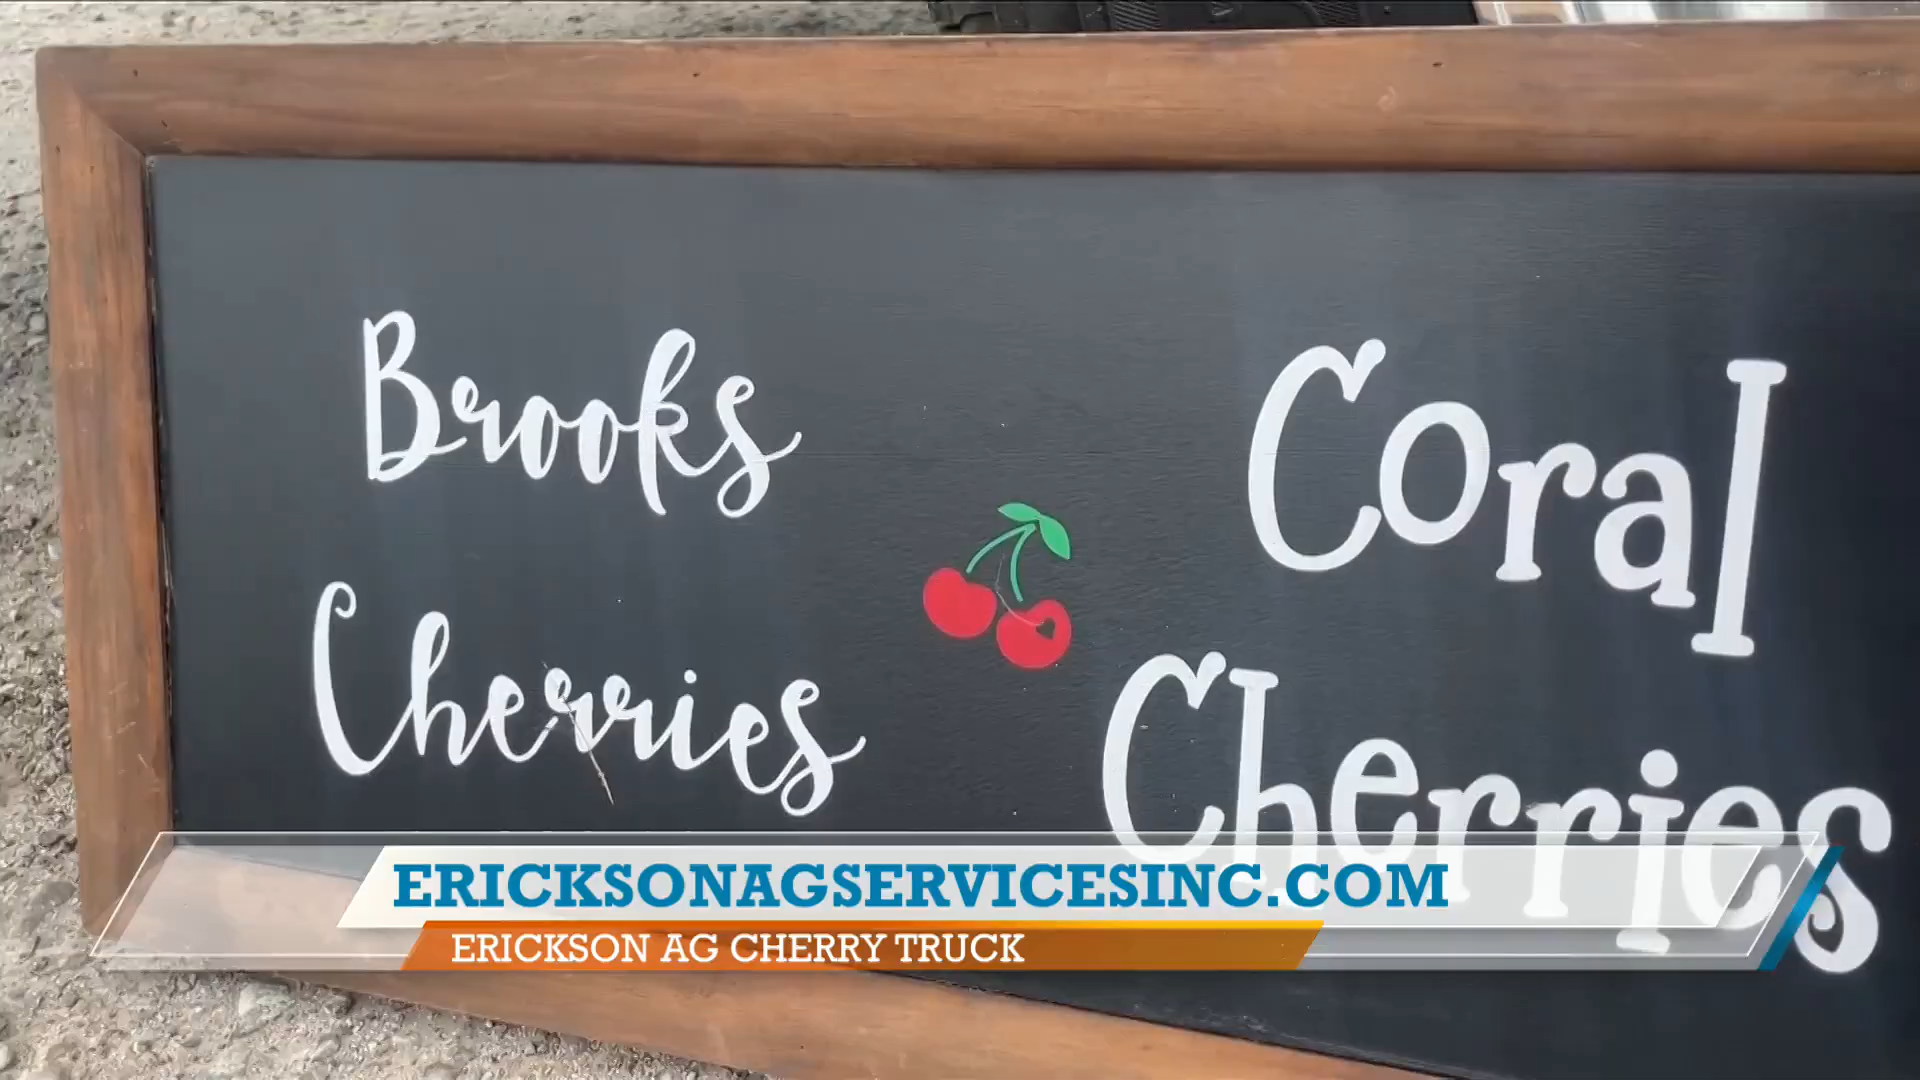 Brooks
Cherries
Coral
Cherries
ERICKSONAGSERVICESINC.COM
ERICKSON AG CHERRY TRUCK